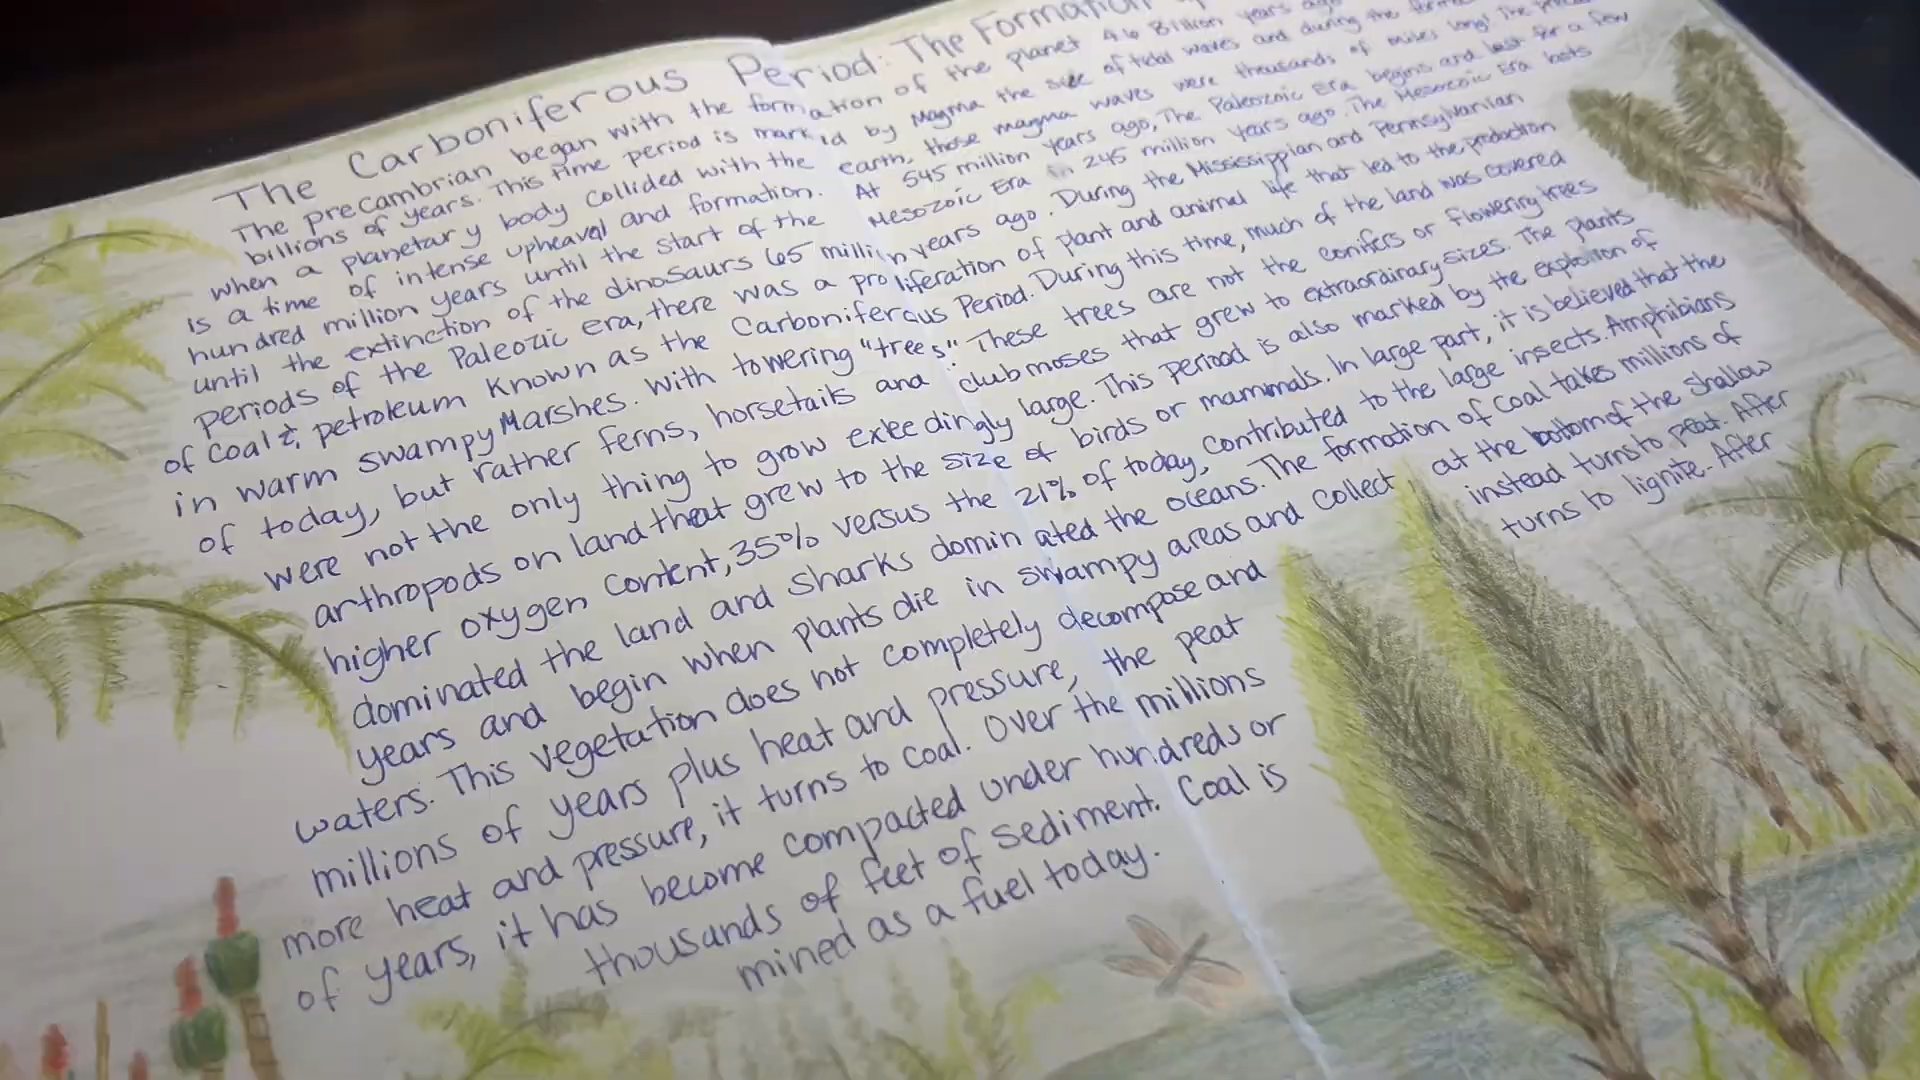 The Carboniferous Period: The Formation
The precambrian began with the formation of the planet 4.6 Billion years ago
billions of years. This time period is markid by Magma the size of tidal waves and during the
when a planetary body collided with the earth, those magma waves were thousands of miles long! The
is a time of intense upheaval and formation. At 545 million years ago, The Paleozoic Era begins and last for a few
hundred million years until the start of the Mesozoic Era in 245 million years ago. The Mesozoic Era lasts
until the extinction of the dinosaurs 65 million years ago. During the Mississippian and Pennsylvanian
periods of the Paleozic era, there was a proliferation of plant and animal life that led to the production
of coal & petroleum known as the Carboniferous Period. During this time, much of the land was covered
in warm swampy Marshes. With towering "trees". These trees are not the conifers or flowering trees
of today, but rather ferns, horsetails and clubmoses that grew to extraordinary sizes. The plants
were not the only thing to grow exceedingly large. This periood is also marked by the explotion of
arthropods on land theat grew to the size of birds or mammals. In large part, it is believed that the
higher oxygen content, 35% versus the 21% of today, contributed to the large insects. Amphibians
dominated the land and sharks dominated the oceans. The formation of coal takes millions of
years and begin when plants die in swampy areas and collect at the bottom of the shallow
waters. This vegetation does not completely decompose and instead turns to peat. After
millions of years plus heat and pressure, the peat turns to lignite. After
more heat and pressure, it turns to coal. Over the millions
of years, it has become compacted under hundreds or
thousands of feet of sediment. Coal is
mined as a fuel today.